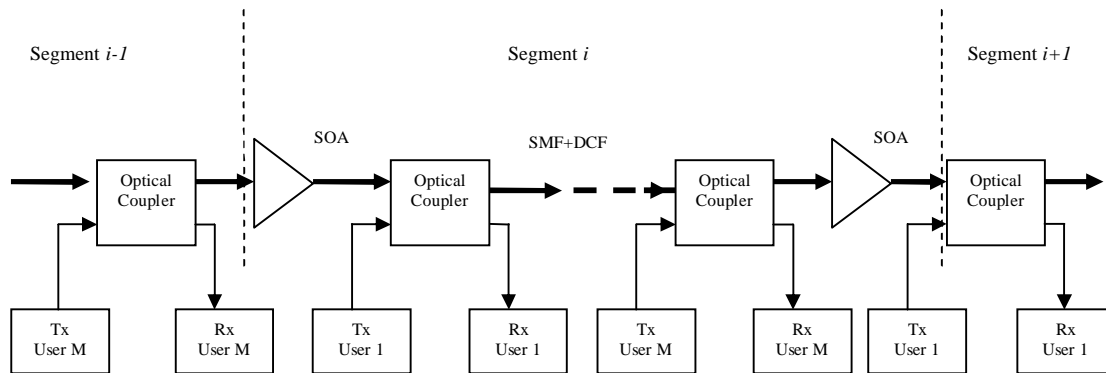 Segment i-1
Segment i
Segment i+1
SOA
SMF+DCF
SOA
Optical
Coupler
Optical
Coupler
Optical
Coupler
Optical
Coupler
Tx
User M
Rx
User M
Tx
User 1
Rx
User 1
Tx
User M
Rx
User M
Tx
User 1
Rx
User 1